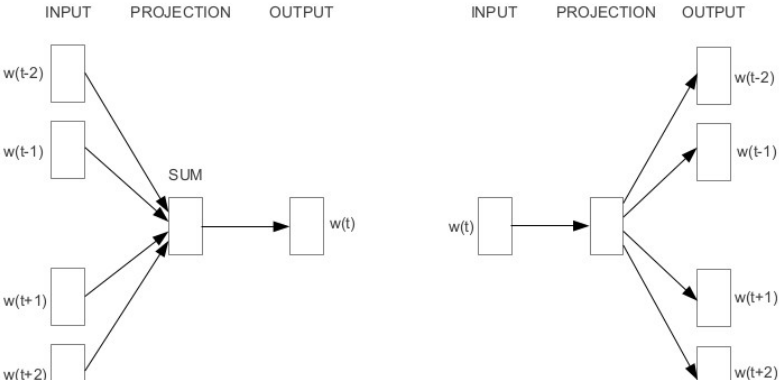 INPUT PROJECTION OUTPUT
w(t-2)
w(t-1)
SUM
w(t)
w(t+1)
w(t+2)
INPUT PROJECTION OUTPUT
w(t-2)
w(t-1)
w(t)
w(t+1)
w(t+2)